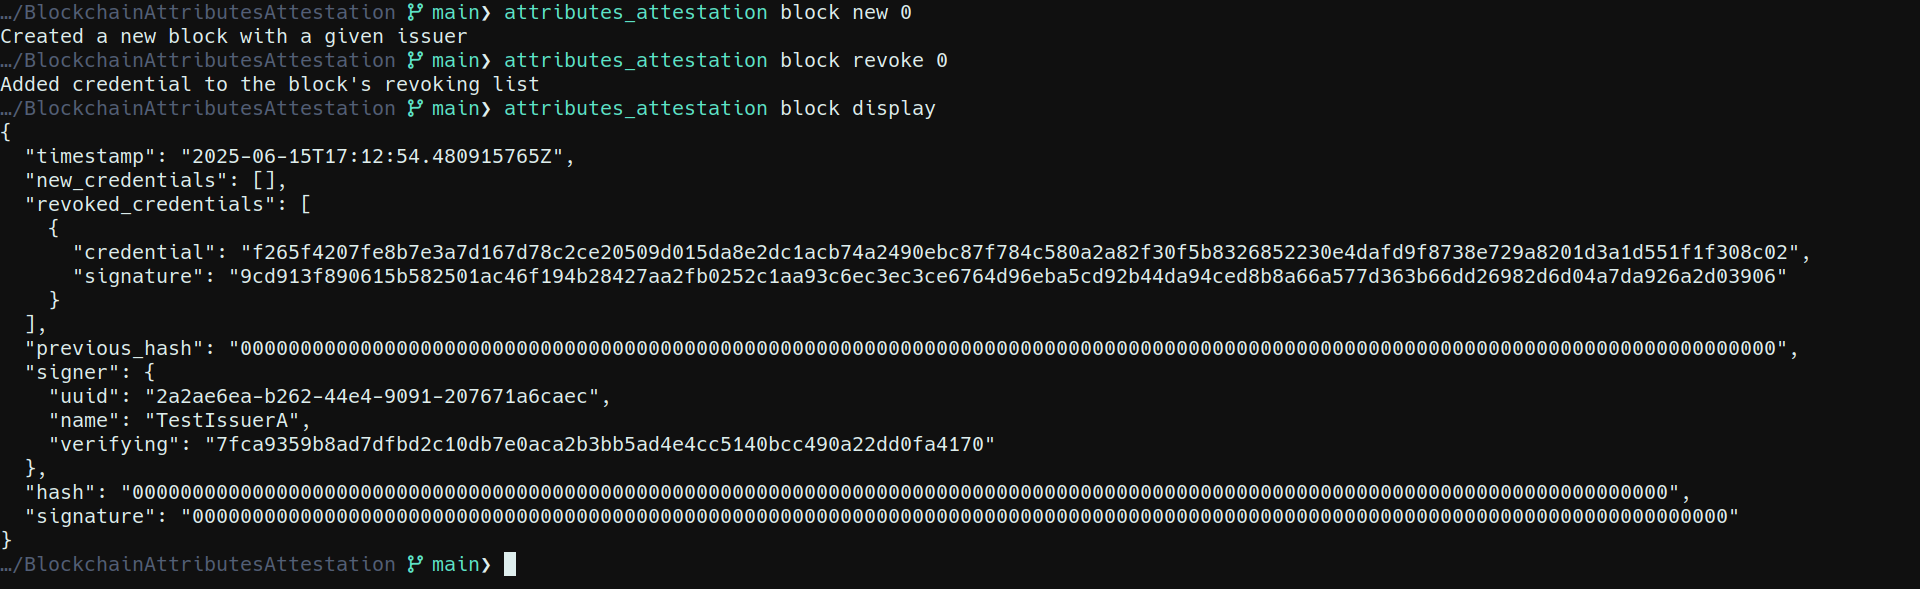 …/BlockchainAttributesAttestation main❯ attributes_attestation block new 0
Created a new block with a given issuer
…/BlockchainAttributesAttestation main❯ attributes_attestation block revoke 0
Added credential to the block's revoking list
…/BlockchainAttributesAttestation main❯ attributes_attestation block display
{
  "timestamp": "2025-06-15T17:12:54.480915765Z",
  "new_credentials": [],
  "revoked_credentials": [
    {
      "credential": "f265f4207fe8b7e3a7d167d78c2ce20509d015da8e2dc1acb74a2490ebc87f784c580a2a82f30f5b8326852230e4dafd9f8738e729a8201d3a1d551f1f308c02",
      "signature": "9cd913f890615b582501ac46f194b28427aa2fb0252c1aa93c6ec3ec3ce6764d96eba5cd92b44da94ced8b8a66a577d363b66dd26982d6d04a7da926a2d03906"
    }
  ],
  "previous_hash": "00000000000000000000000000000000000000000000000000000000000000000000000000000000000000000000000000000000000000000000000000000000",
  "signer": {
    "uuid": "2a2ae6ea-b262-44e4-9091-207671a6caec",
    "name": "TestIssuerA",
    "verifying": "7fca9359b8ad7dfbd2c10db7e0aca2b3bb5ad4e4cc5140bcc490a22dd0fa4170"
  },
  "hash": "00000000000000000000000000000000000000000000000000000000000000000000000000000000000000000000000000000000000000000000000000000000",
  "signature": "00000000000000000000000000000000000000000000000000000000000000000000000000000000000000000000000000000000000000000000000000000000"
}
…/BlockchainAttributesAttestation main❯